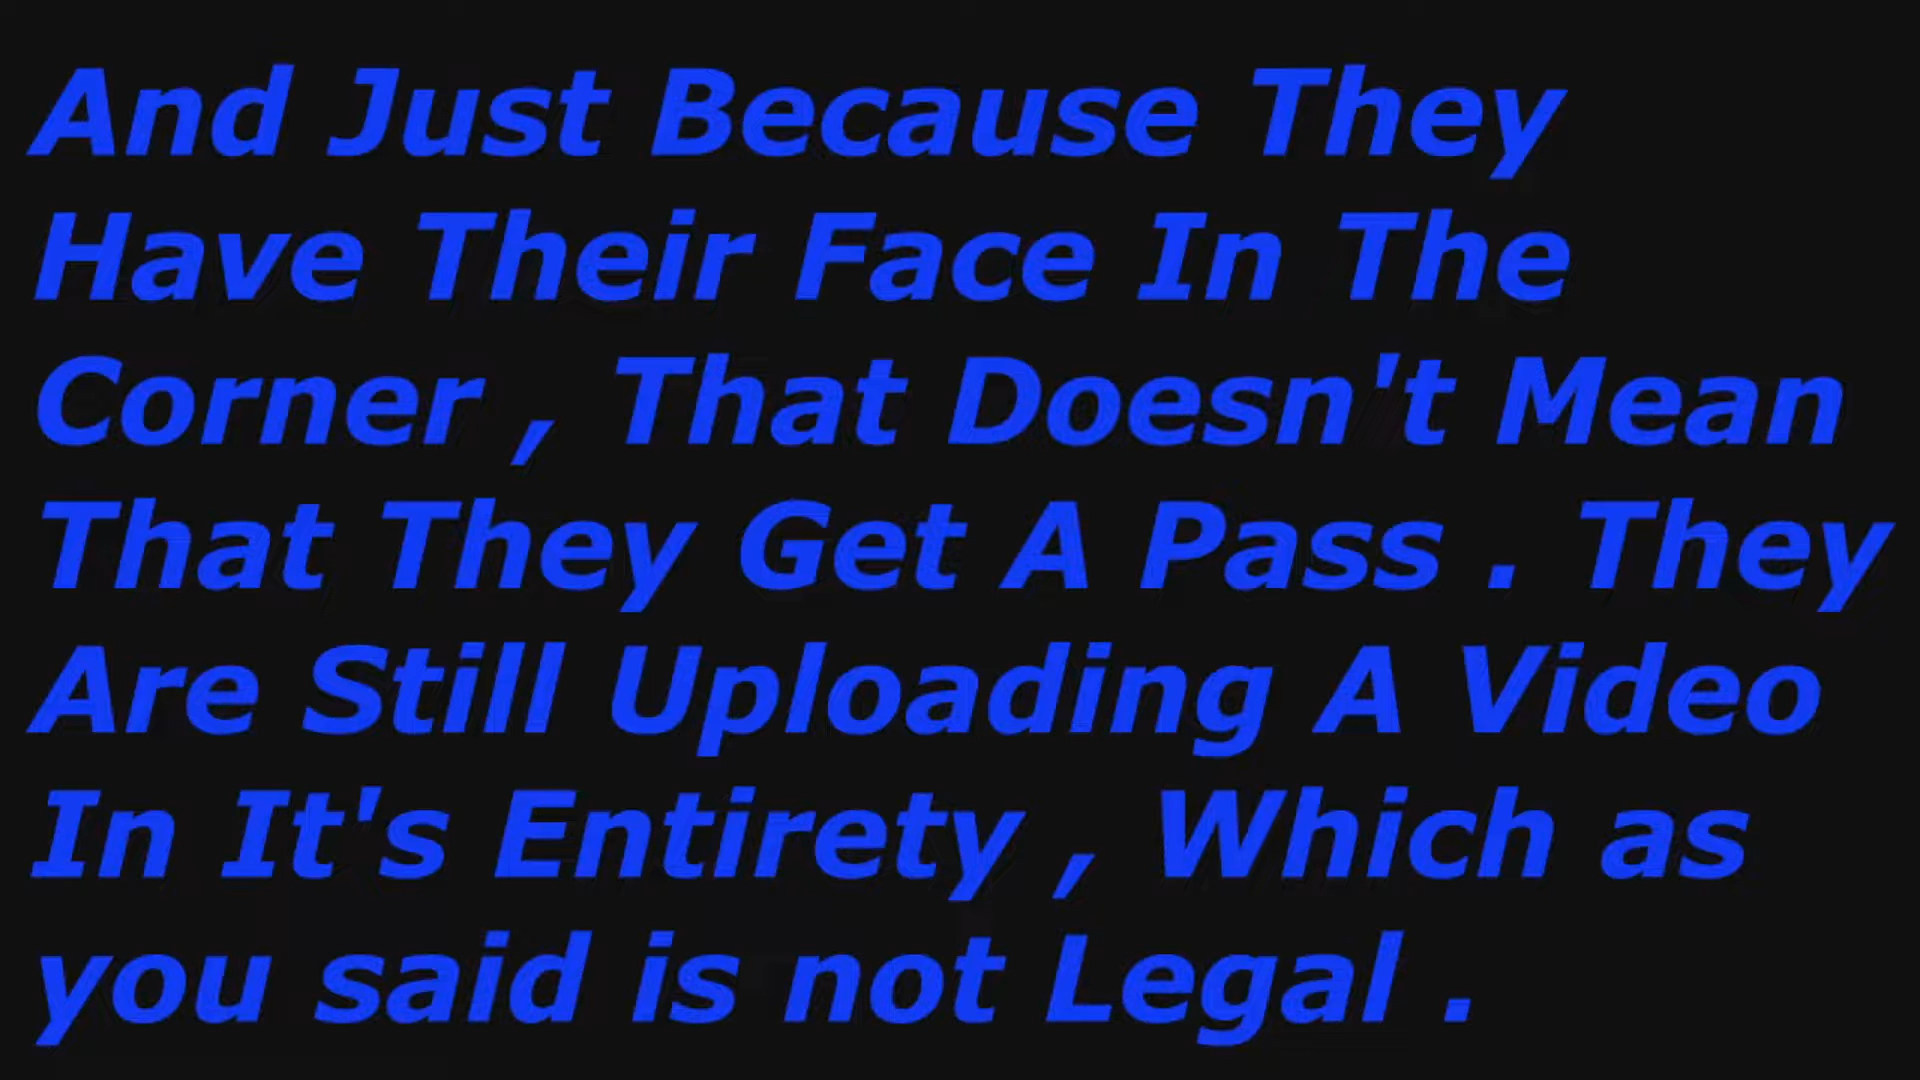 And Just Because They
Have Their Face In The
Corner , That Doesn't Mean
That They Get A Pass . They
Are Still Uploading A Video
In It's Entirety , Which as
you said is not Legal .